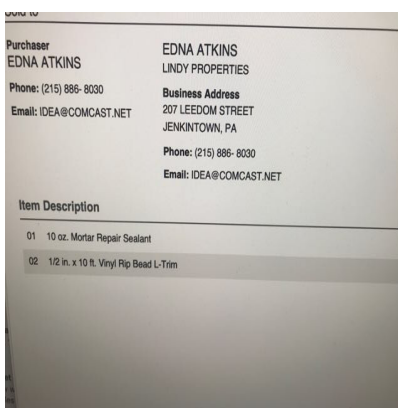 Sold to
Purchaser
EDNA ATKINS
Phone: (215) 886- 8030
Email: IDEA@COMCAST.NET
EDNA ATKINS
LINDY PROPERTIES
Business Address
207 LEEDOM STREET
JENKINTOWN, PA
Phone: (215) 886- 8030
Email: IDEA@COMCAST.NET
Item Description
01 10 oz. Mortar Repair Sealant
02 1/2 in. x 10 ft. Vinyl Rip Bead L-Trim